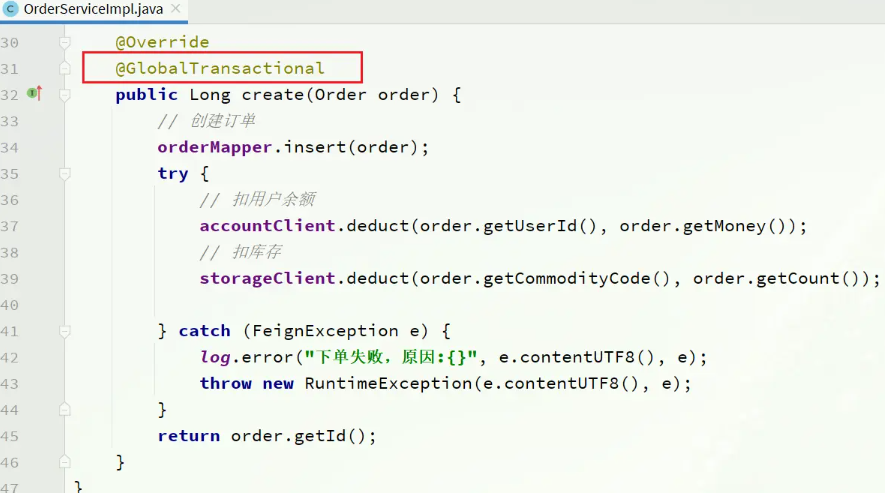 OrderServiceImpl.java
30 @Override
31 @GlobalTransactional
32 public Long create(Order order) {
33 // 创建订单
34 orderMapper.insert(order);
35 try {
36 // 扣用户余额
37 accountClient.deduct(order.getUserId(), order.getMoney());
38 // 扣库存
39 storageClient.deduct(order.getCommodityCode(), order.getCount());
40
41 } catch (FeignException e) {
42 log.error("下单失败，原因:{}", e.contentUTF8(), e);
43 throw new RuntimeException(e.contentUTF8(), e);
44 }
45 return order.getId();
46 }
47 }